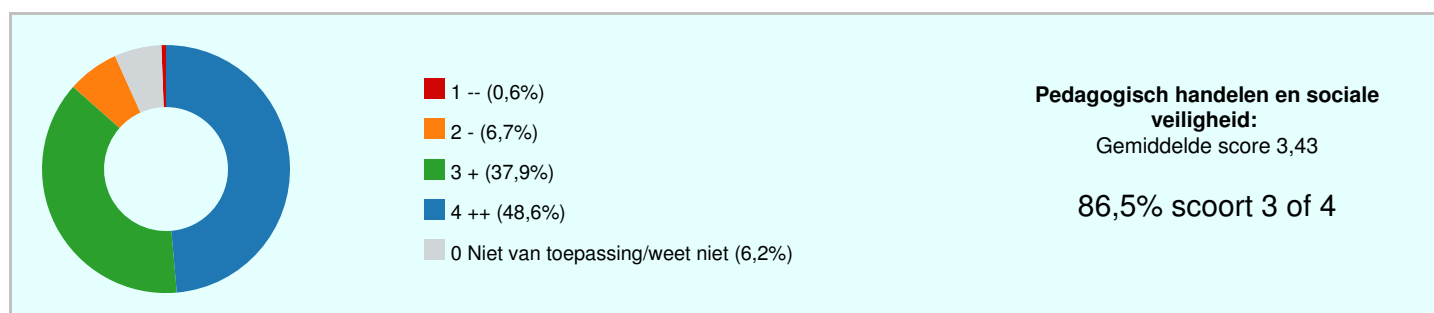 1 -- (0,6%)
2 - (6,7%)
3 + (37,9%)
4 ++ (48,6%)
0 Niet van toepassing/weet niet (6,2%)
Pedagogisch handelen en sociale
veiligheid:
Gemiddelde score 3,43
86,5% scoort 3 of 4